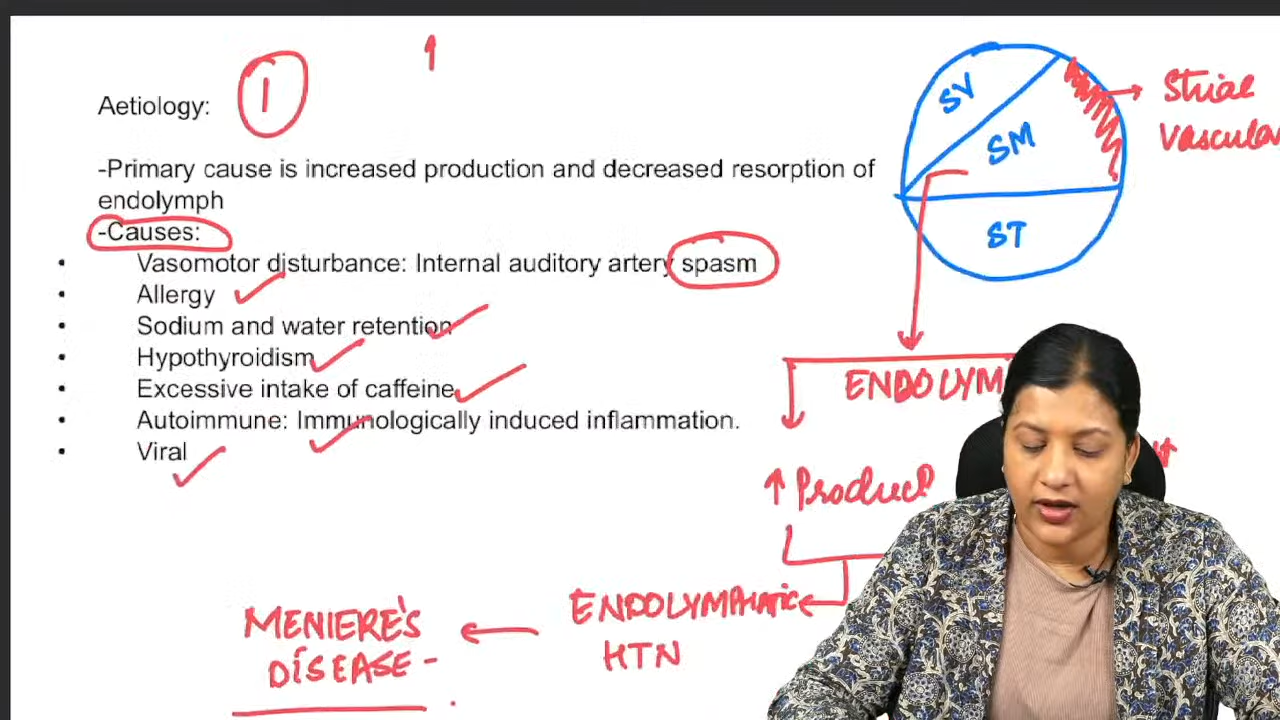 Aetiology:
1
-Primary cause is increased production and decreased resorption of
endolymph
-Causes:
• Vasomotor disturbance: Internal auditory artery spasm
• Allergy
• Sodium and water retention
• Hypothyroidism
• Excessive intake of caffeine
• Autoimmune: Immunologically induced inflammation.
• Viral
SV
SM
ST
Strial
Vascular
ENDOLYM
↑ Product
ENDOLYMPHATIC
HTN
MENIERE'S
DISEASE -